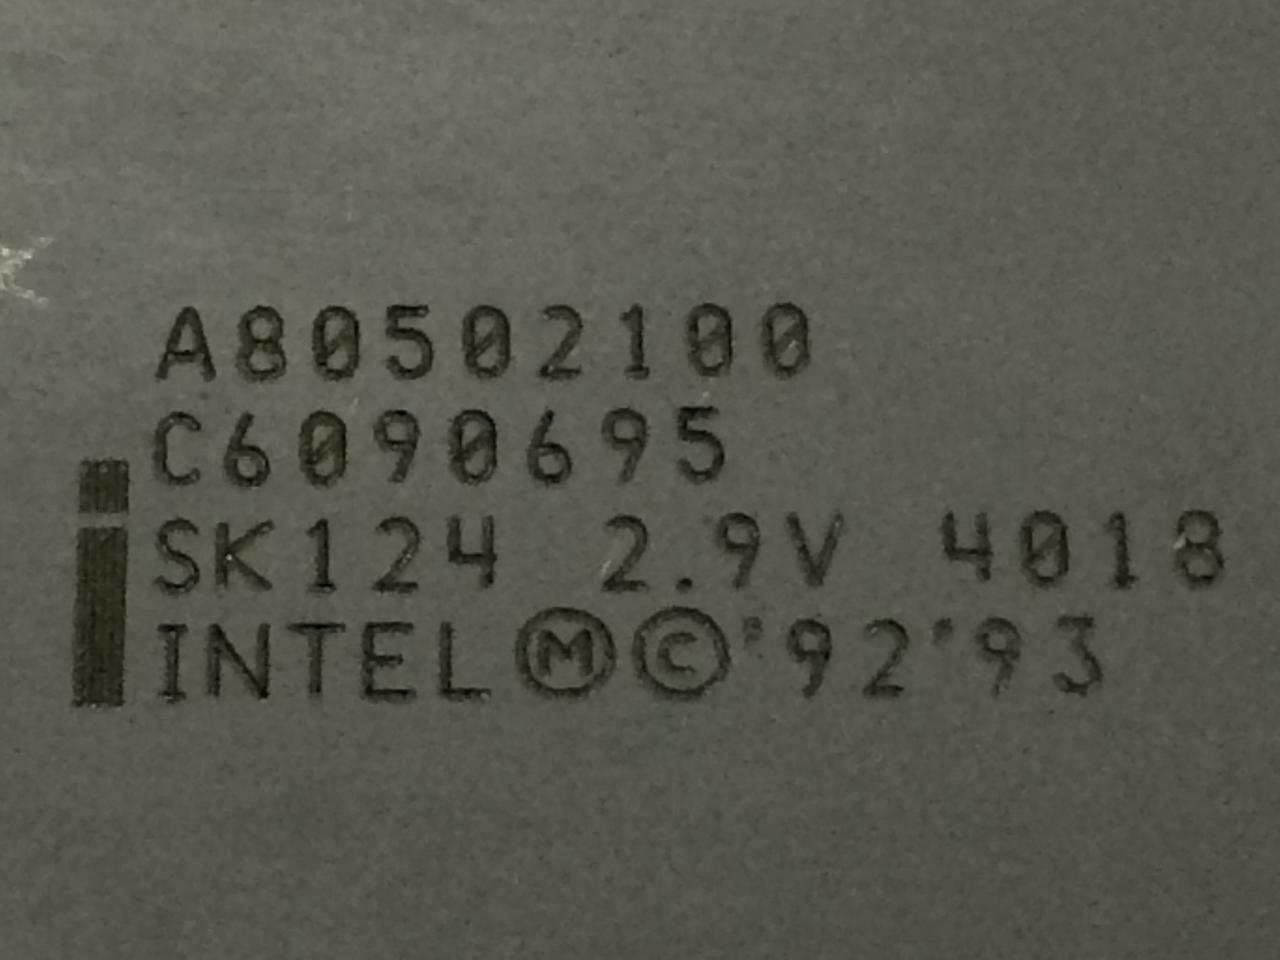 A80502100
C6090695
SK124 2.9V 4018
INTEL Ⓜ © '92 '93